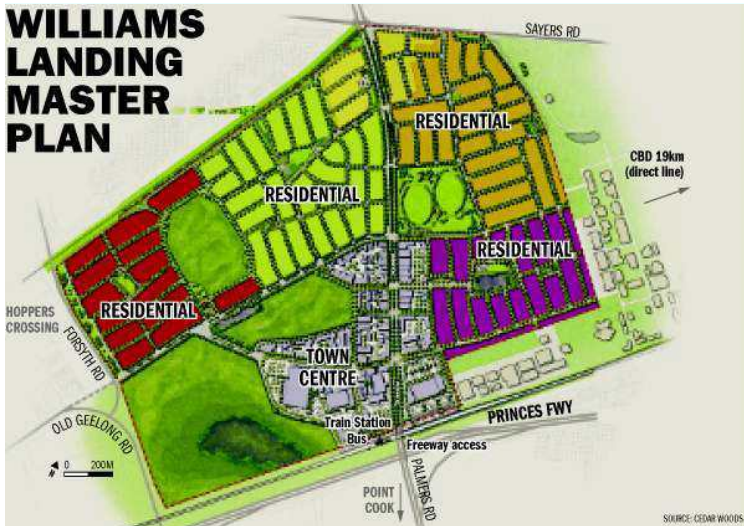 WILLIAMS
LANDING
MASTER
PLAN
SAYERS RD
RESIDENTIAL
CBD 19km
(direct line)
RESIDENTIAL
RESIDENTIAL
RESIDENTIAL
HOPPERS
CROSSING
FORSYTH RD
TOWN
CENTRE
OLD GEELONG RD
Train Station
Bus
PRINCES FWY
Freeway access
0 200M
POINT
COOK
PALMERS RD
SOURCE: CEDAR WOODS